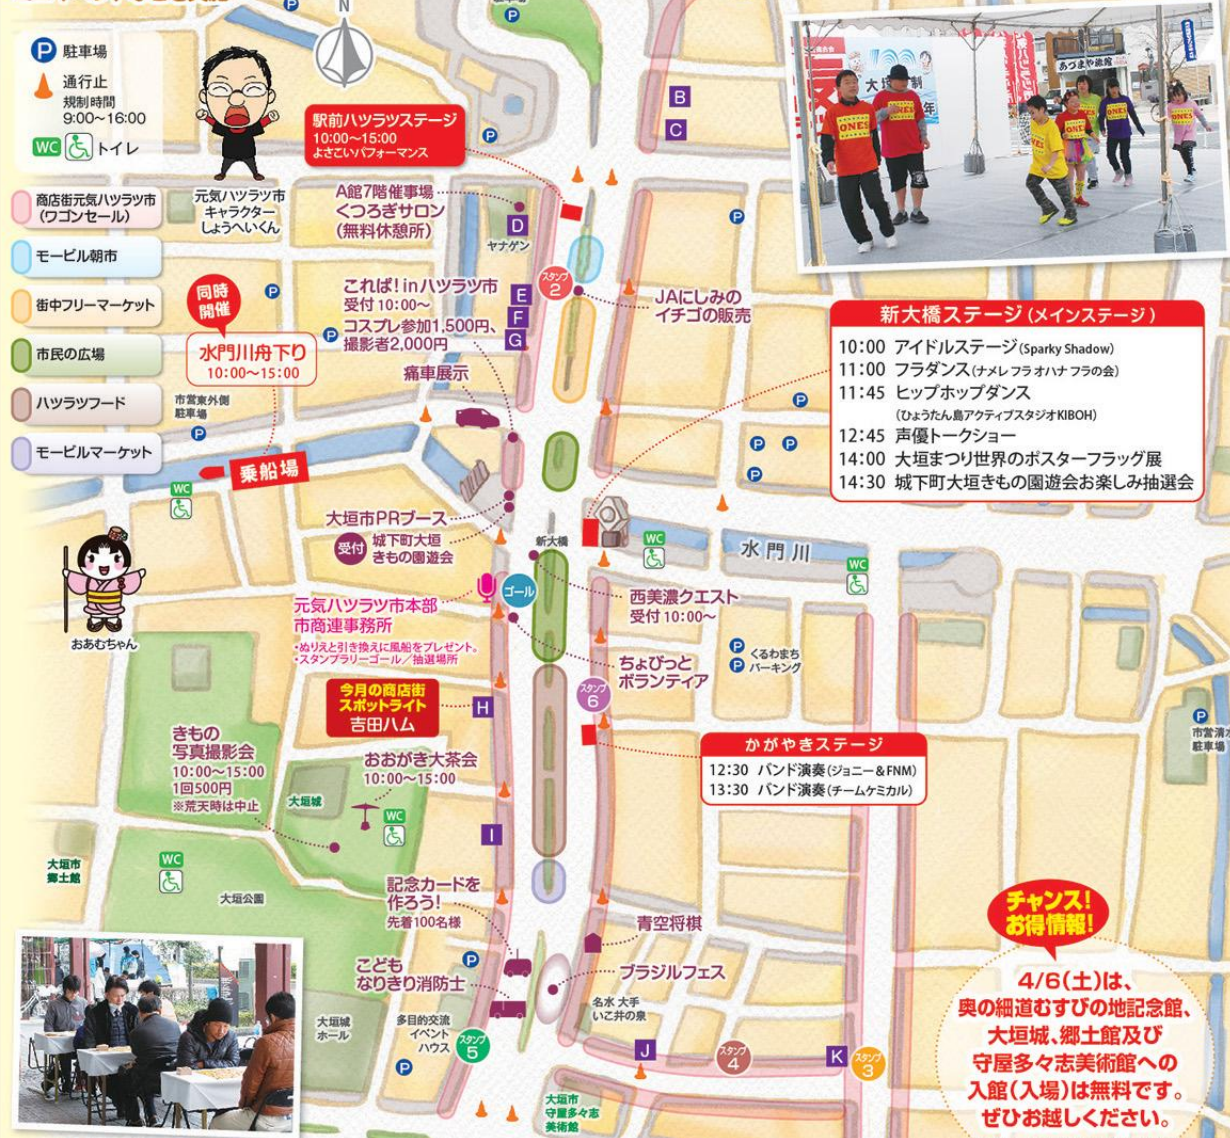 N
P
P 駐車場
通行止
規制時間
9:00〜16:00
WC トイレ
商店街元気ハツラツ市
(ワゴンセール)
モービル朝市
街中フリーマーケット
市民の広場
ハツラツフード
モービルマーケット
元気ハツラツ市
キャラクター
しょうへいくん
駅前ハツラツステージ
10:00〜15:00
よさこいパフォーマンス
B
C
A館7階催事場
くつろぎサロン
(無料休憩所)
D
ヤナゲン
同時
開催
水門川舟下り
10:00〜15:00
これば!inハツラツ市
受付10:00〜
コスプレ参加1,500円、
撮影者2,000円
E
F
G
スタンプ
2
JAにしみの
イチゴの販売
痛車展示
市営東外側
駐車場
P
乗船場
WC
あづまや旅館
ONES
新大橋ステージ(メインステージ)
10:00 アイドルステージ(Sparky Shadow)
11:00 フラダンス(ナメレ フラ オハナ フラの会)
11:45 ヒップホップダンス
(ひょうたん島アクティブスタジオKIBOH)
12:45 声優トークショー
14:00 大垣まつり世界のポスターフラッグ展
14:30 城下町大垣きもの園遊会お楽しみ抽選会
大垣市PRブース
受付 城下町大垣
きもの園遊会
新大橋
WC
水門川
WC
おあむちゃん
元気ハツラツ市本部
市商連事務所
・ぬりえと引き換えに風船をプレゼント。
・スタンプラリーゴール/抽選場所
ゴール
西美濃クエスト
受付10:00〜
ちょびっと
ボランティア
P
P
くるわまち
パーキング
スタンプ
6
今月の商店街
スポットライト
吉田ハム
H
P
かがやきステージ
12:30 バンド演奏(ジョニー&FNM)
13:30 バンド演奏(チームケミカル)
きもの
写真撮影会
10:00〜15:00
1回500円
※荒天時は中止
おおがき大茶会
10:00〜15:00
大垣城
WC
I
大垣市
郷土館
WC
大垣公園
記念カードを
作ろう!
先着100名様
こども
なりきり消防士
P
青空将棋
ブラジルフェス
名水 大手
いこ井の泉
大垣城
ホール
多目的交流
イベント
ハウス
スタンプ
5
P
J
スタンプ
4
K
スタンプ
3
大垣市
守屋多々志
美術館
チャンス!
お得情報!
4/6(土)は、
奥の細道むすびの地記念館、
大垣城、郷土館及び
守屋多々志美術館への
入館(入場)は無料です。
ぜひお越しください。